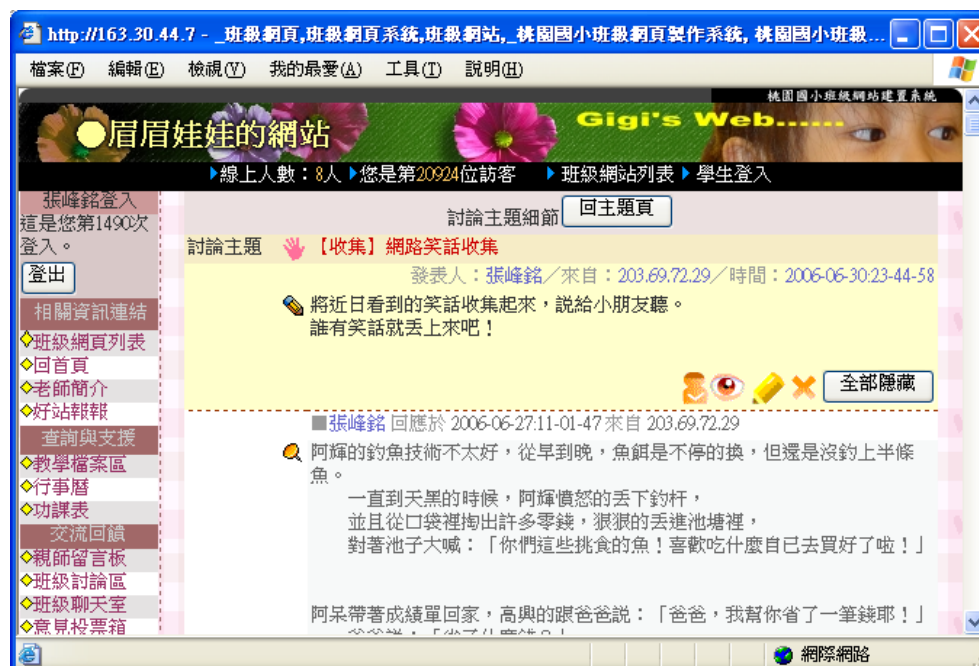 http://163.30.44.7 - _班級網頁,班級網頁系統,班級網站,_桃園國小班級網頁製作系統, 桃園國小班級...
檔案(F) 編輯(E) 檢視(V) 我的最愛(A) 工具(T) 說明(H)
桃園國小班級網站建置系統
眉眉娃娃的網站
Gigi's Web......
線上人數：8人 您是第20924位訪客 班級網站列表 學生登入
張峰銘登入
這是您第1490次
登入。
登出
相關資訊連結
班級網頁列表
回首頁
老師簡介
好站報報
查詢與支援
教學檔案區
行事曆
功課表
交流回饋
親師留言板
班級討論區
班級聊天室
意見投票箱
討論主題細節 回主題頁
討論主題 【收集】網路笑話收集
發表人：張峰銘／來自：203.69.72.29／時間：2006-06-30:23-44-58
將近日看到的笑話收集起來，說給小朋友聽。
誰有笑話就丟上來吧！
全部隱藏
■張峰銘 回應於 2006-06-27:11-01-47 來自 203.69.72.29
阿輝的釣魚技術不太好，從早到晚，魚餌是不停的換，但還是沒釣上半條
魚。
一直到天黑的時候，阿輝憤怒的丟下釣杆，
並且從口袋裡掏出許多零錢，狠狠的丟進池塘裡，
對著池子大喊：「你們這些挑食的魚！喜歡吃什麼自己去買好了啦！」
阿呆帶著成績單回家，高興的跟爸爸說：「爸爸，我幫你省了一筆錢耶！」
網際網路